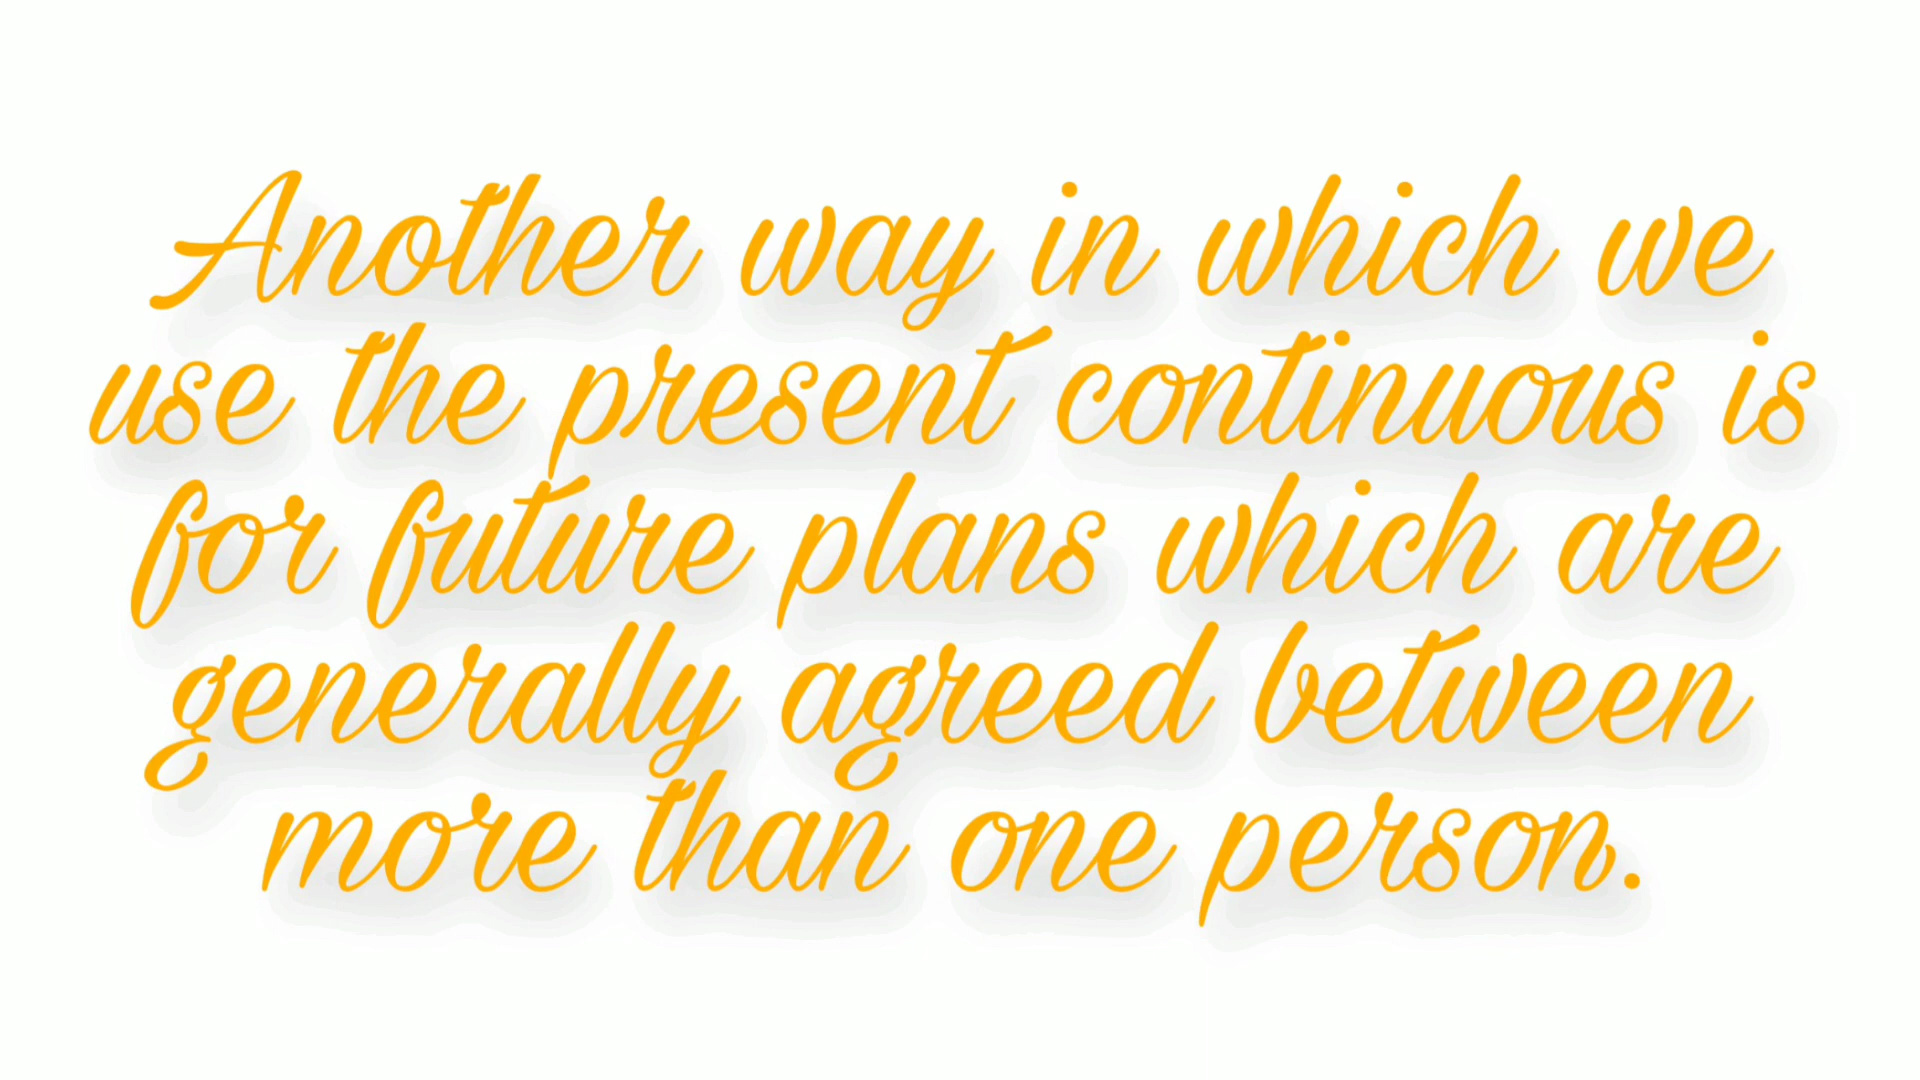 Another way in which we
use the present continuous is
for future plans which are
generally agreed between
more than one person.